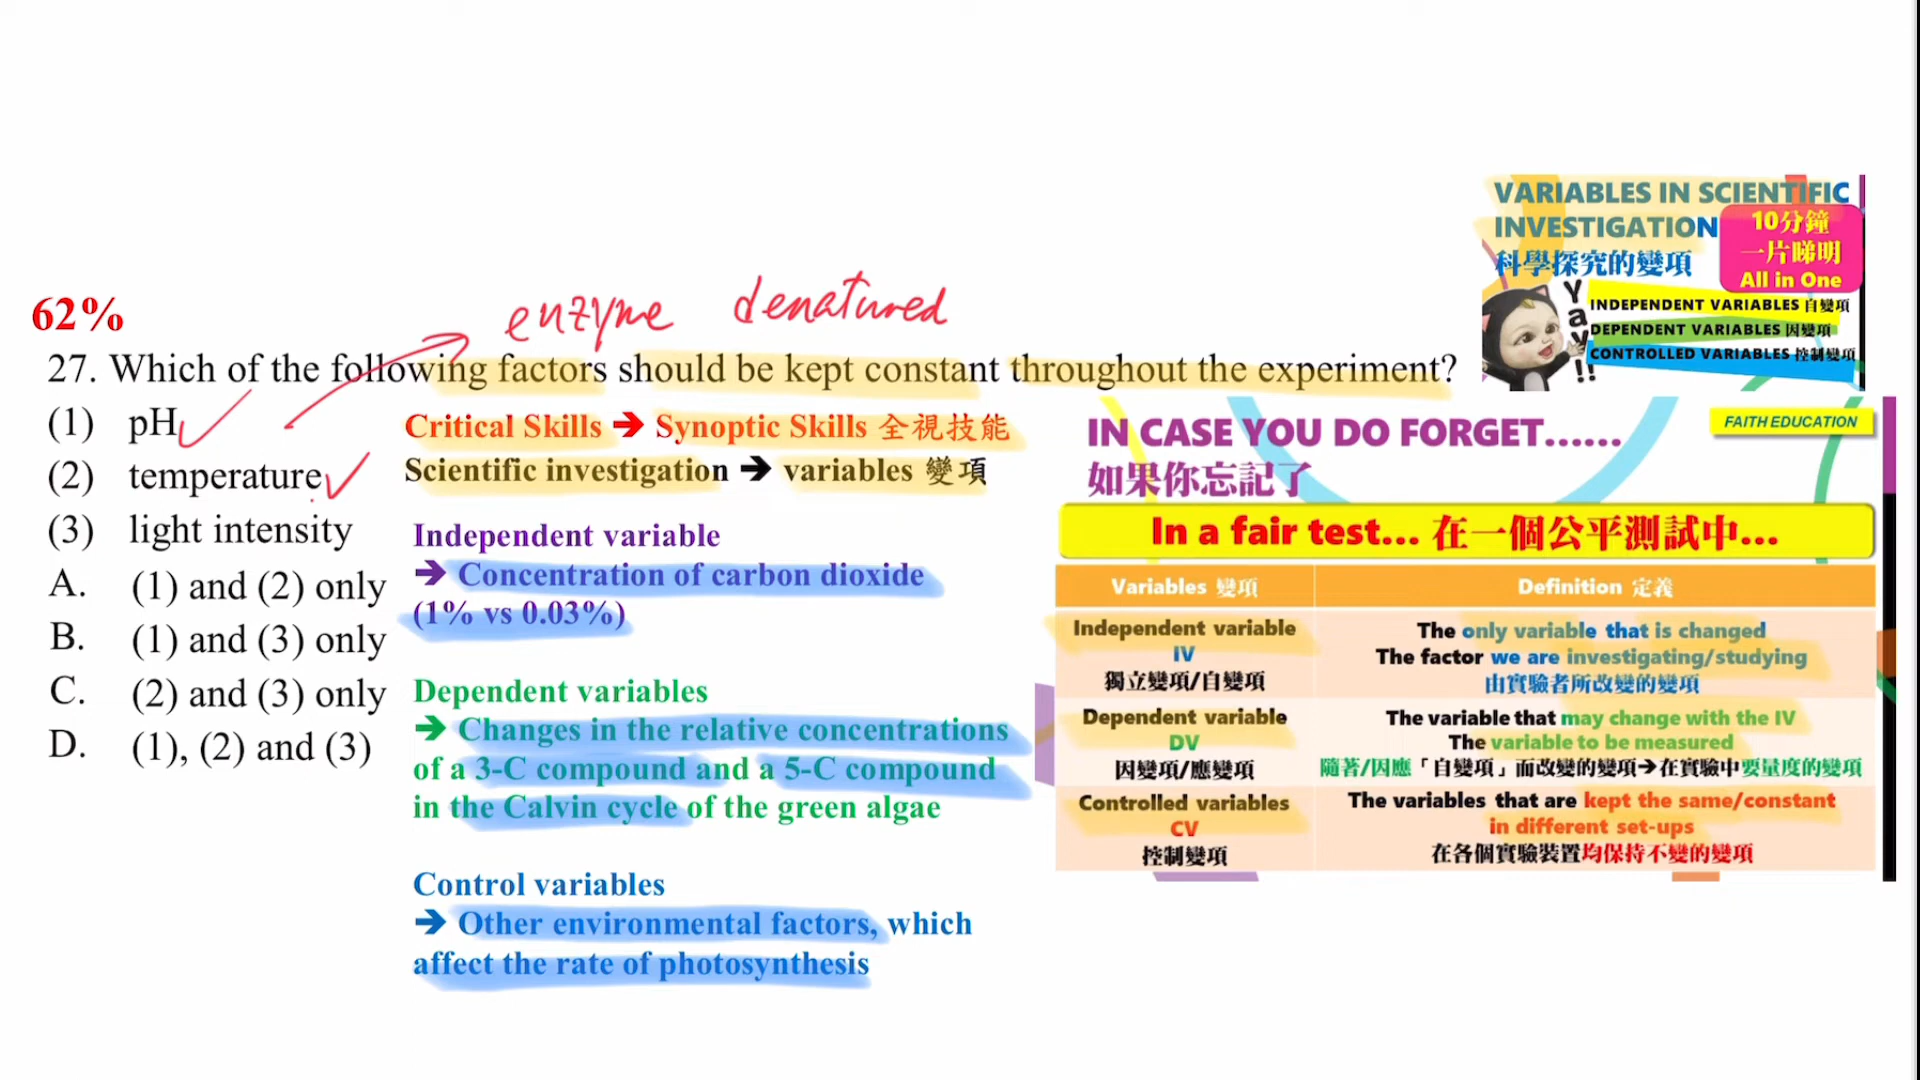 VARIABLES IN SCIENTIFIC
INVESTIGATION
科學探究的變項
10分鐘
一片睇明
All in One
Yay!!
INDEPENDENT VARIABLES 自變項
DEPENDENT VARIABLES 因變項
CONTROLLED VARIABLES 控制變項
62%
enzyme denatured
27. Which of the following factors should be kept constant throughout the experiment?
(1) pH
(2) temperature
(3) light intensity
A. (1) and (2) only
B. (1) and (3) only
C. (2) and (3) only
D. (1), (2) and (3)
Critical Skills ➔ Synoptic Skills 全視技能
Scientific investigation ➔ variables 變項
Independent variable
➔ Concentration of carbon dioxide
(1% vs 0.03%)
Dependent variables
➔ Changes in the relative concentrations
of a 3-C compound and a 5-C compound
in the Calvin cycle of the green algae
Control variables
➔ Other environmental factors, which
affect the rate of photosynthesis
IN CASE YOU DO FORGET......
如果你忘記了
FAITH EDUCATION
In a fair test... 在一個公平測試中...
Variables 變項
Definition 定義
Independent variable
IV
獨立變項/自變項
The only variable that is changed
The factor we are investigating/studying
由實驗者所改變的變項
Dependent variable
DV
因變項/應變項
The variable that may change with the IV
The variable to be measured
隨著/因應「自變項」而改變的變項➔在實驗中要量度的變項
Controlled variables
CV
控制變項
The variables that are kept the same/constant
in different set-ups
在各個實驗裝置均保持不變的變項